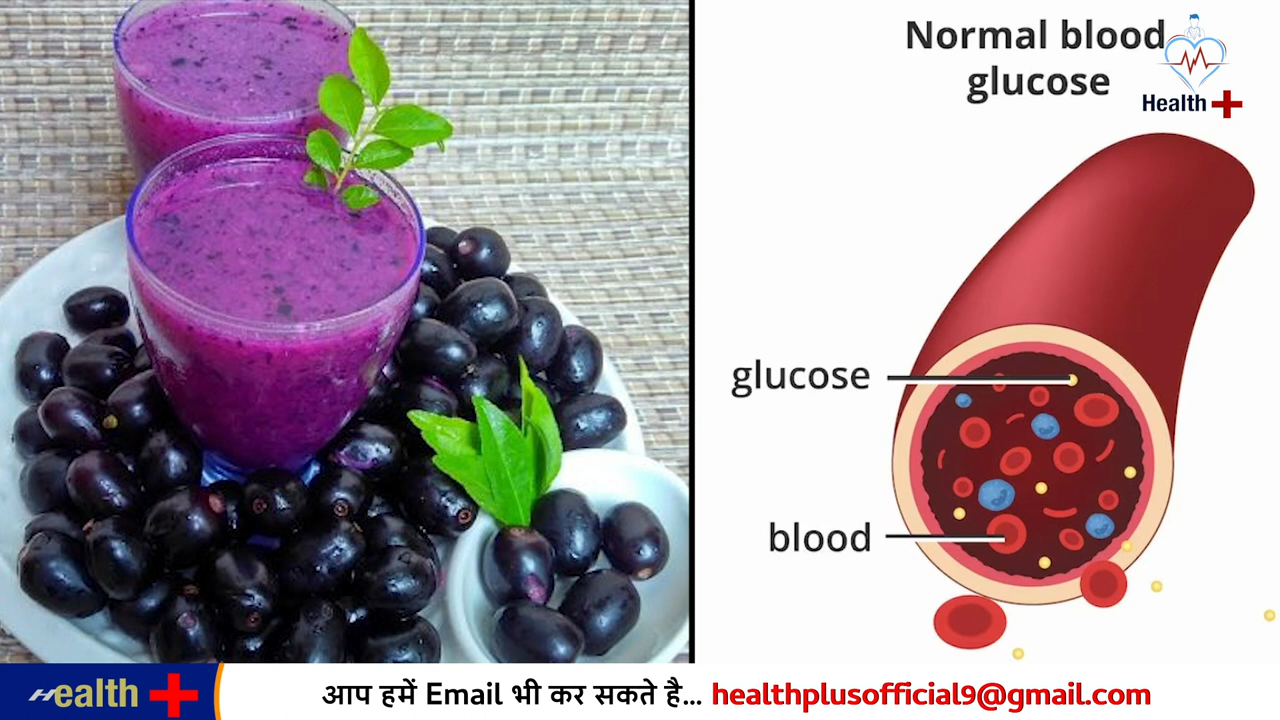 Normal blood
glucose
Health
glucose
blood
Health
आप हमें Email भी कर सकते है... healthplusofficial9@gmail.com